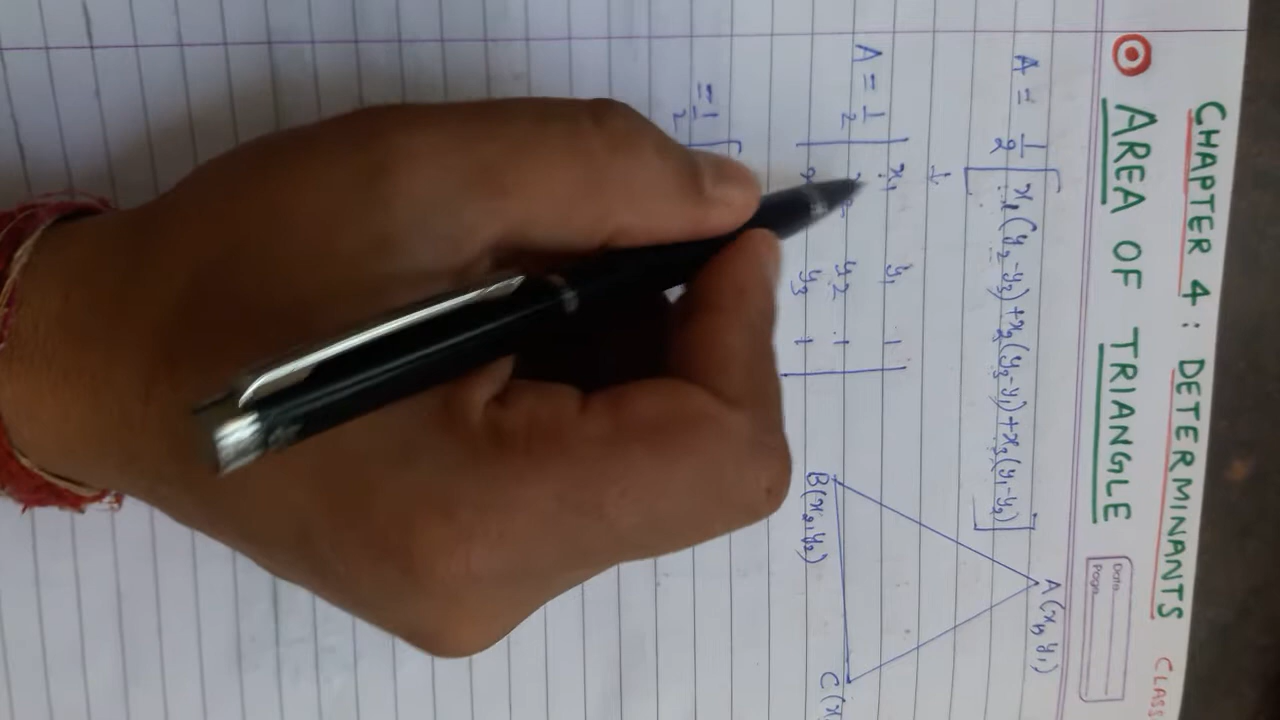 CHAPTER 4 : DETERMINANTS CLASS
AREA OF TRIANGLE
Date
Page
A = 1/2 [x1(y2-y3)+x2(y3-y1)+x3(y1-y2)]
A(x1, y1)
↓
A = 1/2 | x1 y1 1
y2 1
y3 1 |
B(x2, y2)
C(x
= 1/2 [